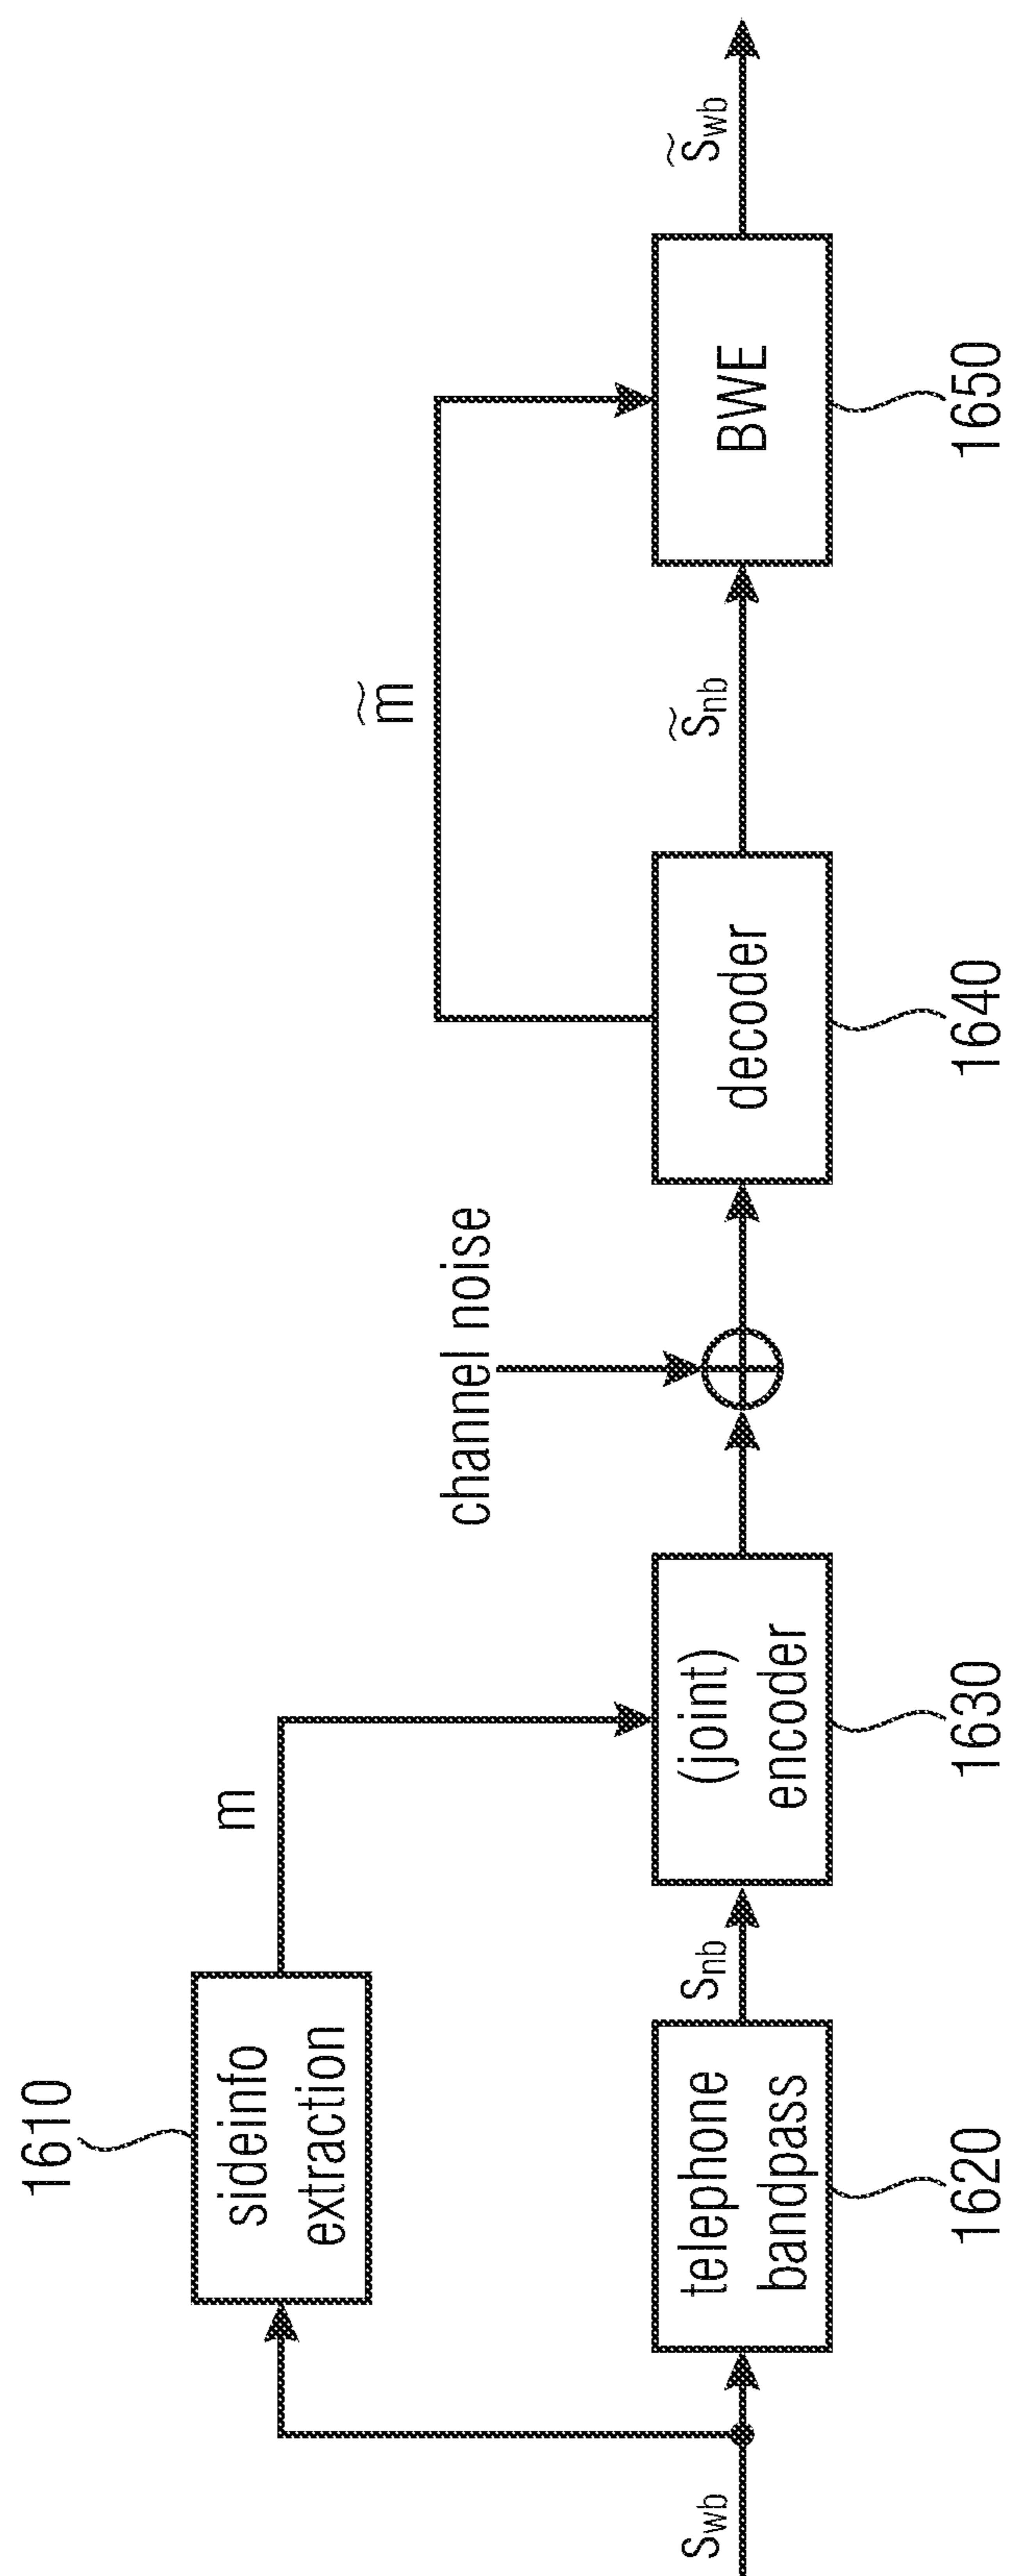 1610
sideinfo
extraction
m
m̃
channel noise
s_wb
telephone
bandpass
s_nb
(joint)
encoder
decoder
s̃_nb
BWE
s̃_wb
1620
1630
1640
1650